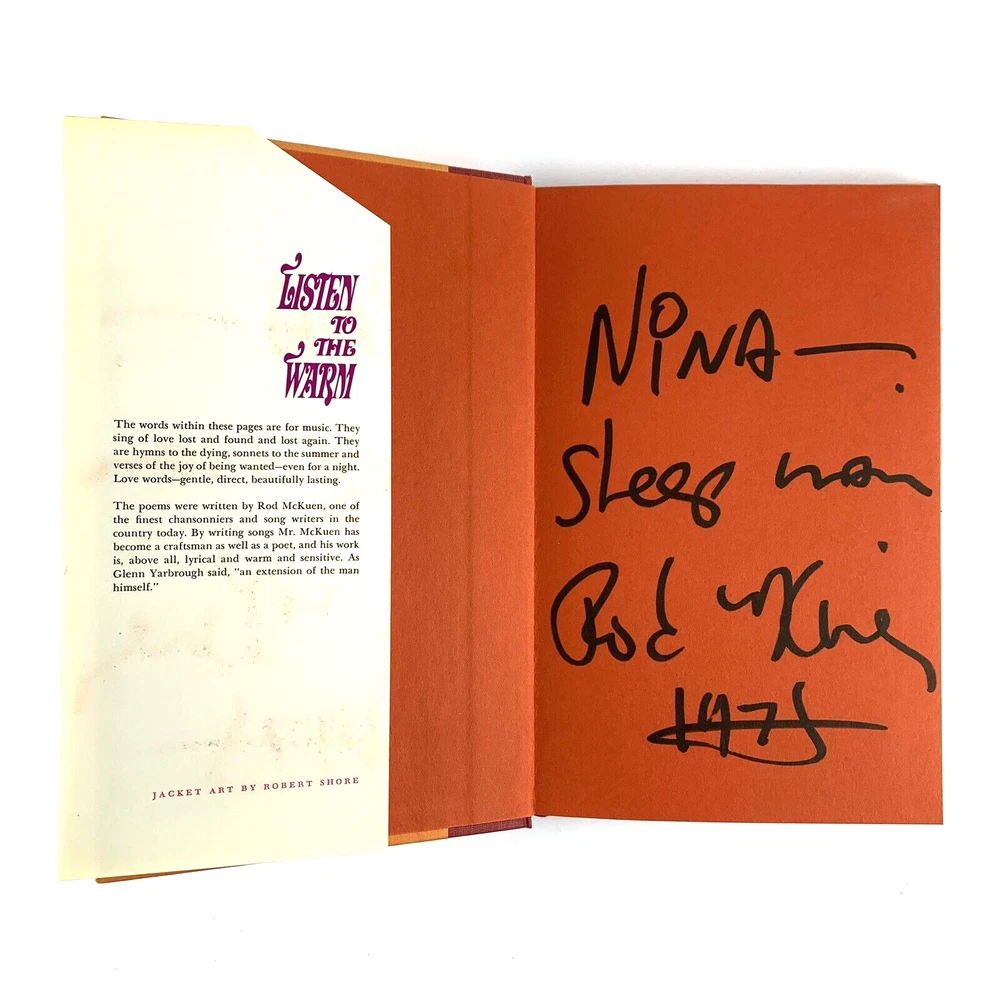 LISTEN
TO
THE
WARM
The words within these pages are for music. They
sing of love lost and found and lost again. They
are hymns to the dying, sonnets to the summer and
verses of the joy of being wanted—even for a night.
Love words—gentle, direct, beautifully lasting.
The poems were written by Rod McKuen, one of
the finest chansonniers and song writers in the
country today. By writing songs Mr. McKuen has
become a craftsman as well as a poet, and his work
is, above all, lyrical and warm and sensitive. As
Glenn Yarbrough said, "an extension of the man
himself."
JACKET ART BY ROBERT SHORE
NINA—
Sleep warm
Rod McKuen
1975